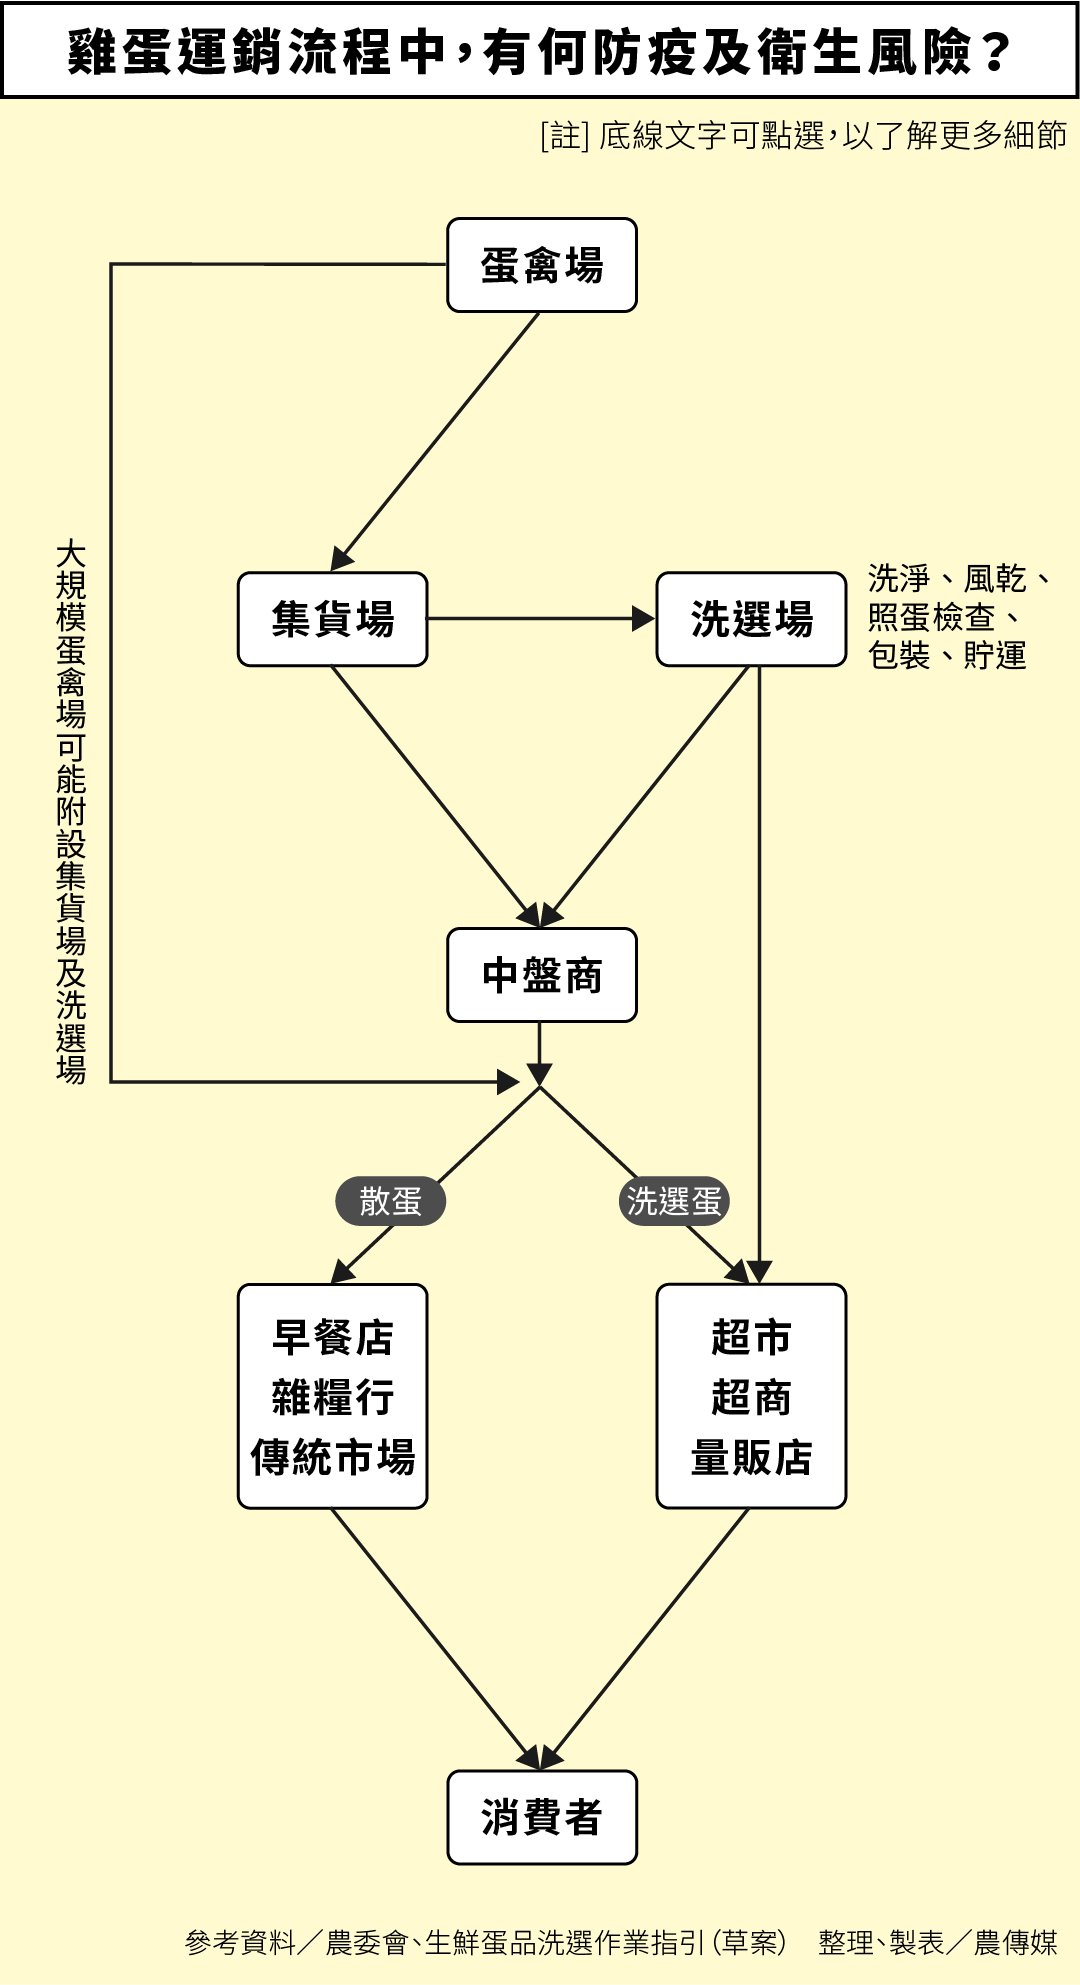 雞蛋運銷流程中，有何防疫及衛生風險？
[註] 底線文字可點選，以了解更多細節
蛋禽場
大規模蛋禽場可能附設集貨場及洗選場
集貨場
洗選場
洗淨、風乾、
照蛋檢查、
包裝、貯運
中盤商
散蛋
洗選蛋
早餐店
雜糧行
傳統市場
超市
超商
量販店
消費者
參考資料／農委會、生鮮蛋品洗選作業指引（草案）　整理、製表／農傳媒